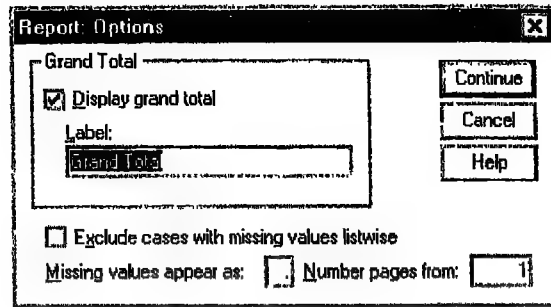 Report: Options
Grand Total
Display grand total
Label:
Grand Total
Continue
Cancel
Help
Exclude cases with missing values listwise
Missing values appear as: . Number pages from: 1